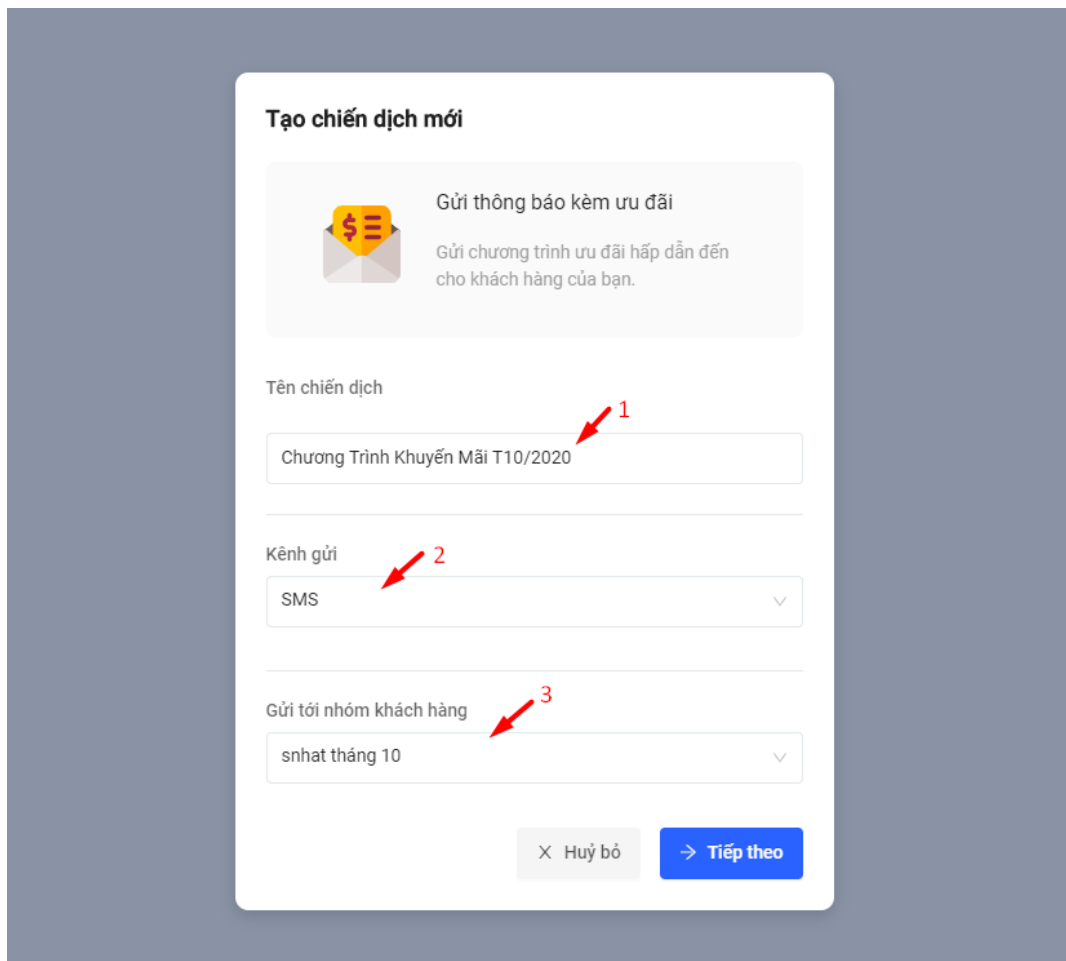 Tạo chiến dịch mới
Gửi thông báo kèm ưu đãi
Gửi chương trình ưu đãi hấp dẫn đến
cho khách hàng của bạn.
Tên chiến dịch
1
Chương Trình Khuyến Mãi T10/2020
Kênh gửi
2
SMS
3
Gửi tới nhóm khách hàng
snhat tháng 10
Huỷ bỏ
Tiếp theo